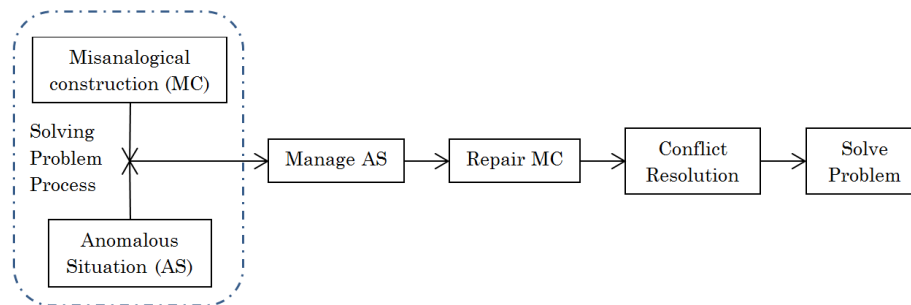 Misanalogical
construction (MC)
Solving
Problem
Process
Anomalous
Situation (AS)
Manage AS
Repair MC
Conflict
Resolution
Solve
Problem